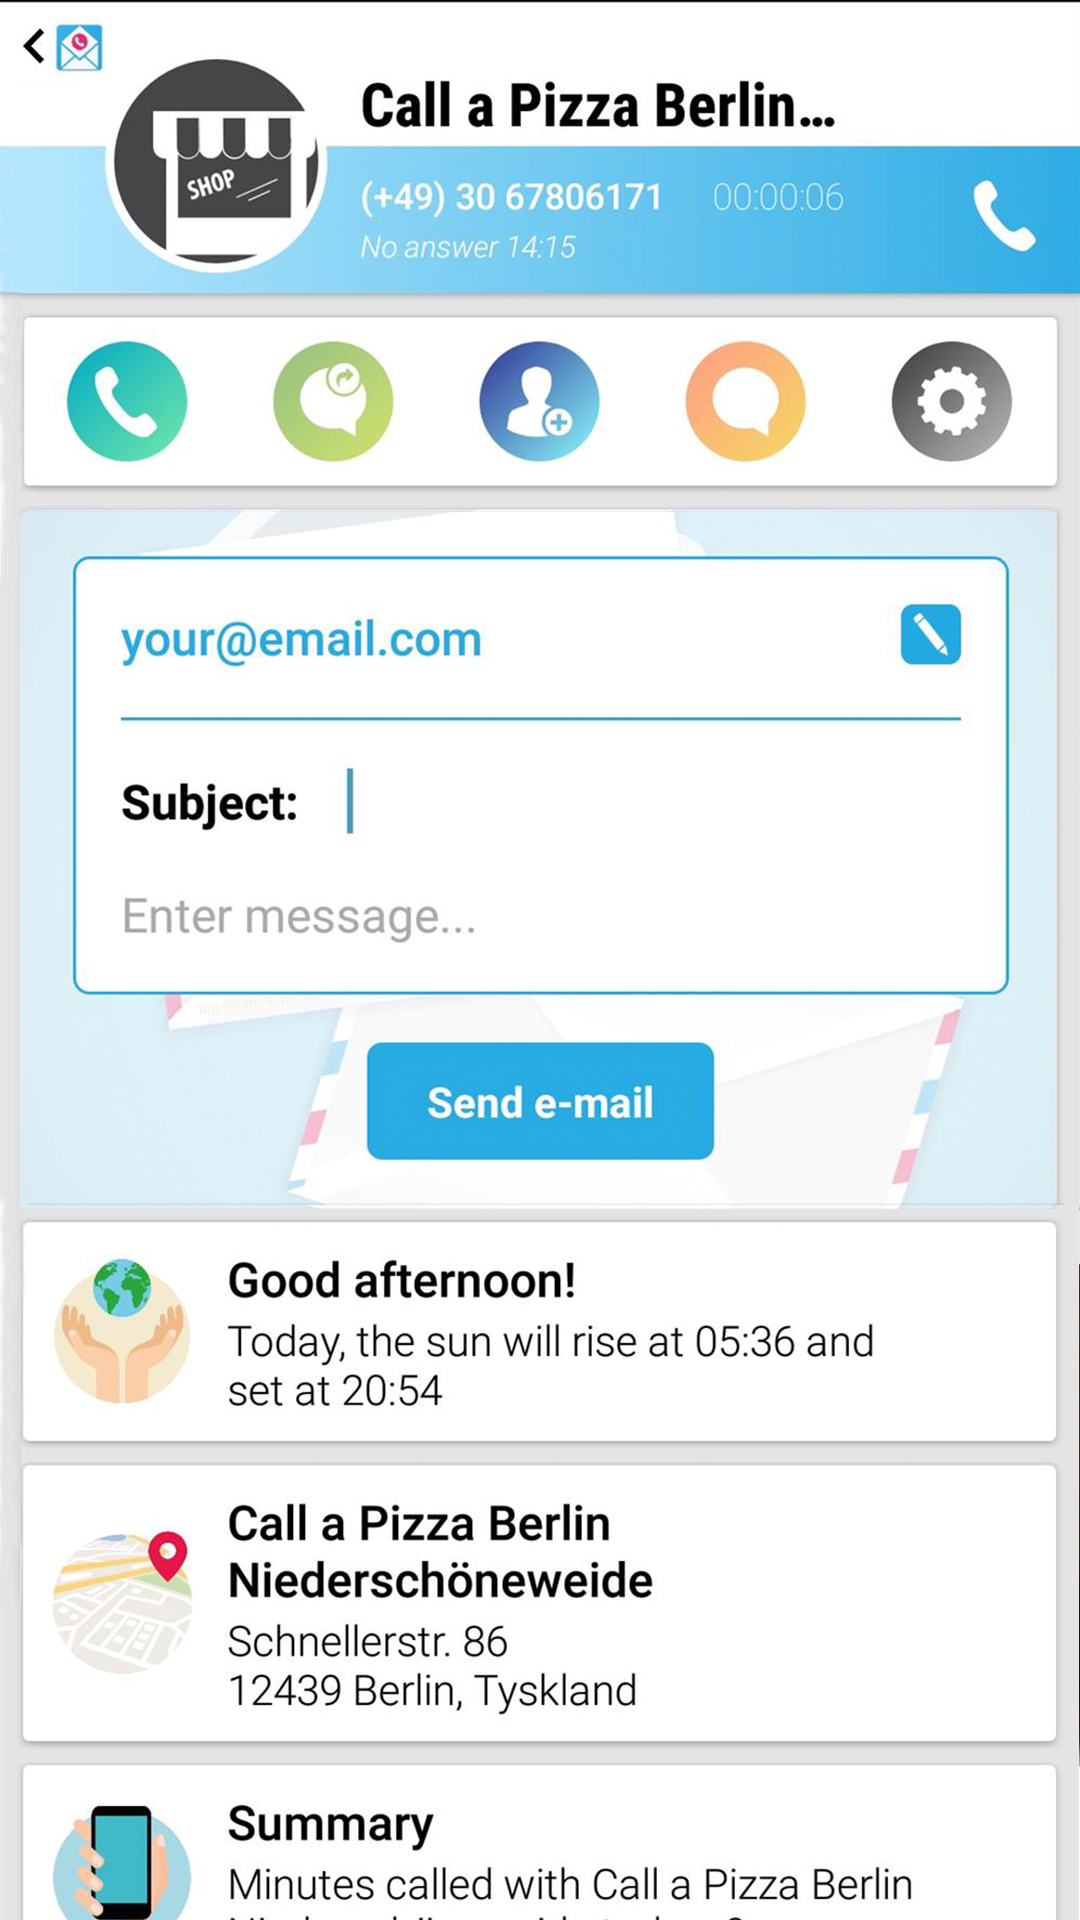 Call a Pizza Berlin...
SHOP
(+49) 30 67806171 00:00:06
No answer 14:15
your@email.com
Subject:
Enter message...
Send e-mail
Good afternoon!
Today, the sun will rise at 05:36 and
set at 20:54
Call a Pizza Berlin
Niederschöneweide
Schnellerstr. 86
12439 Berlin, Tyskland
Summary
Minutes called with Call a Pizza Berlin